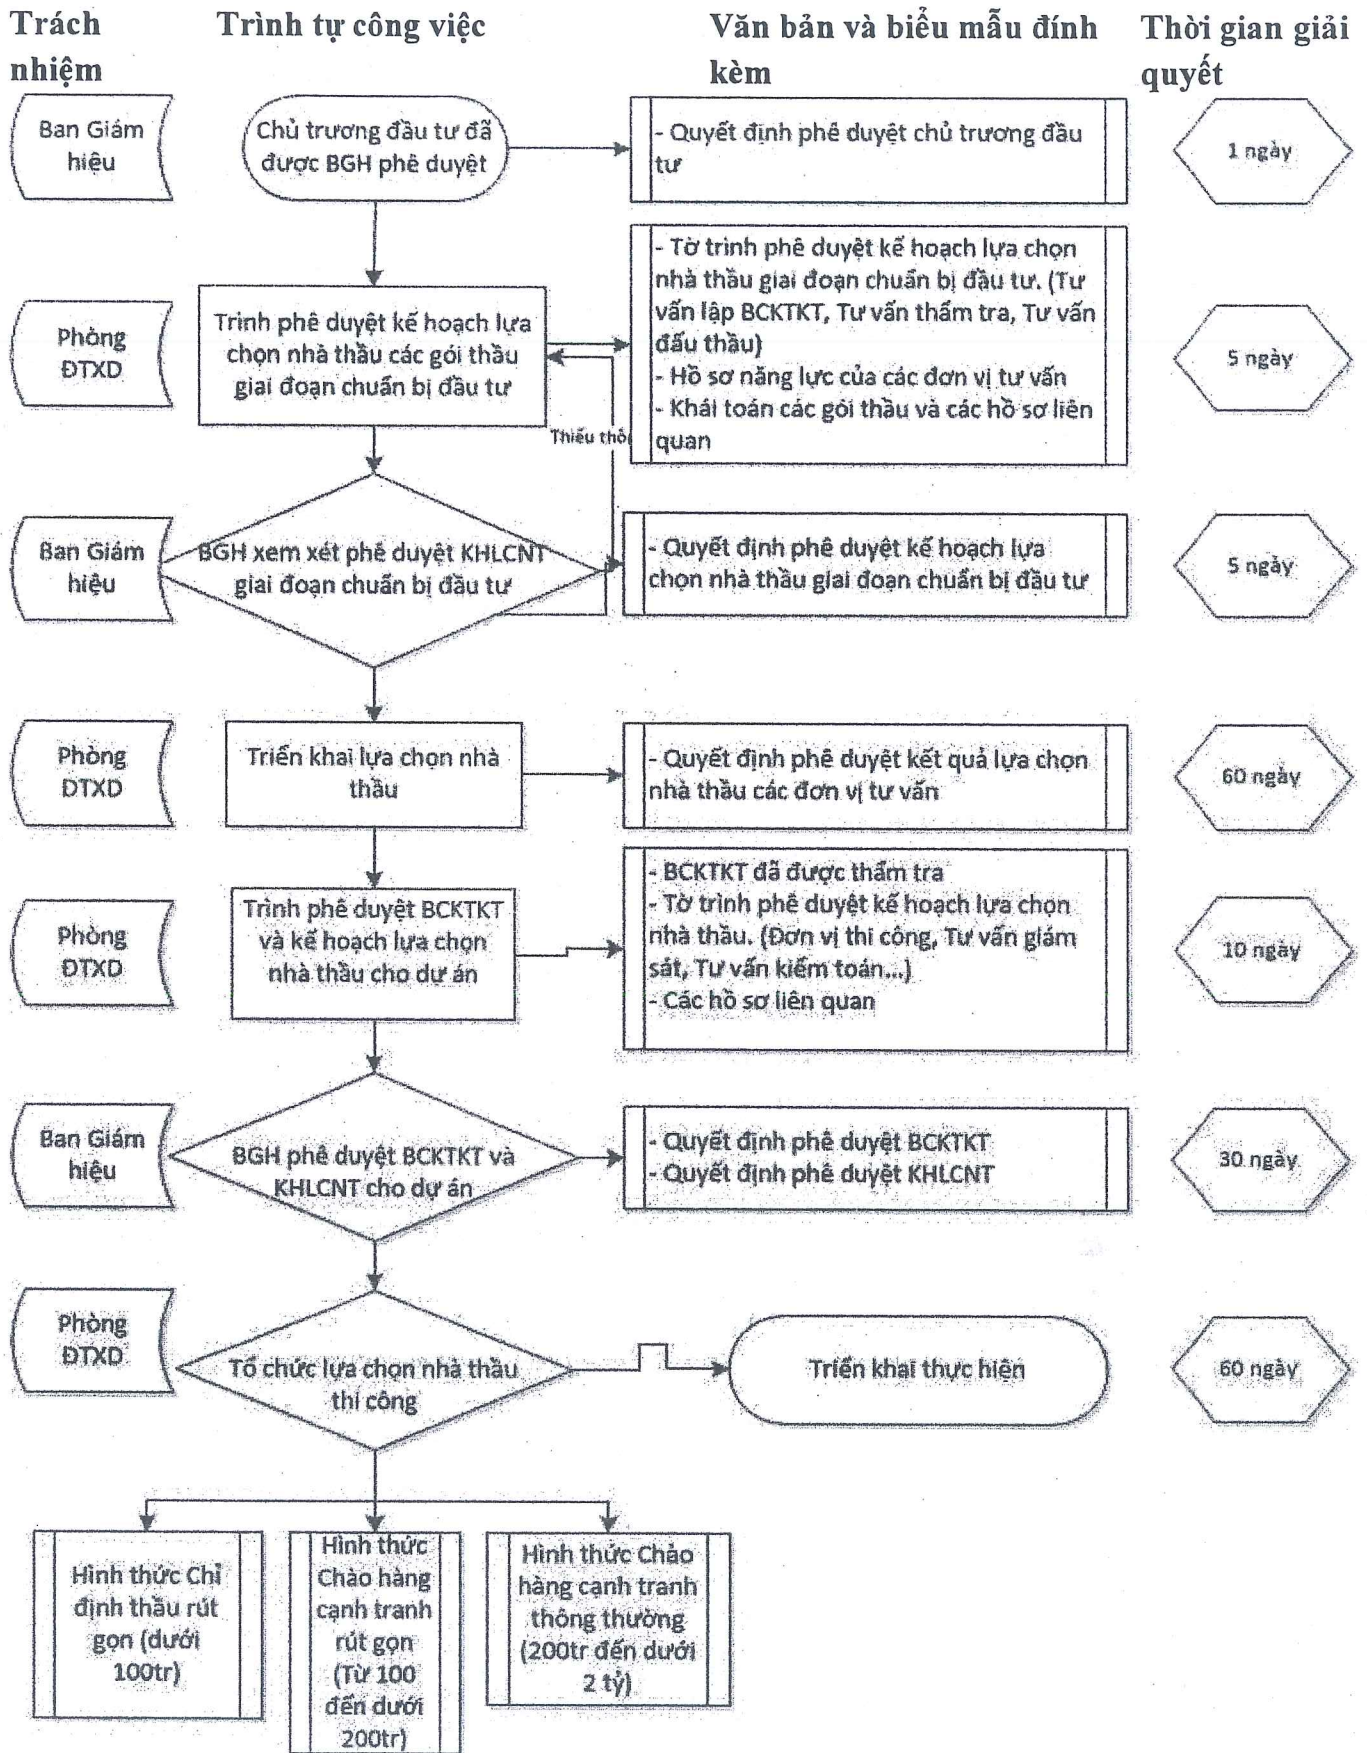 Trách nhiệm
Trình tự công việc
Văn bản và biểu mẫu đính kèm
Thời gian giải quyết
Ban Giám
hiệu
Chủ trương đầu tư đã
được BGH phê duyệt
- Quyết định phê duyệt chủ trương đầu
tư
1 ngày
Phòng
ĐTXD
Trình phê duyệt kế hoạch lựa
chọn nhà thầu các gói thầu
giai đoạn chuẩn bị đầu tư
- Tờ trình phê duyệt kế hoạch lựa chọn
nhà thầu giai đoạn chuẩn bị đầu tư. (Tư
vấn lập BCKTKT, Tư vấn thẩm tra, Tư vấn
đấu thầu)
- Hồ sơ năng lực của các đơn vị tư vấn
- Khái toán các gói thầu và các hồ sơ liên
quan
5 ngày
Thiếu thô
Ban Giám
hiệu
BGH xem xét phê duyệt KHLCNT
giai đoạn chuẩn bị đầu tư
- Quyết định phê duyệt kế hoạch lựa
chọn nhà thầu giai đoạn chuẩn bị đầu tư
5 ngày
Phòng
ĐTXD
Triển khai lựa chọn nhà
thầu
- Quyết định phê duyệt kết quả lựa chọn
nhà thầu các đơn vị tư vấn
60 ngày
Phòng
ĐTXD
Trình phê duyệt BCKTKT
và kế hoạch lựa chọn
nhà thầu cho dự án
- BCKTKT đã được thẩm tra
- Tờ trình phê duyệt kế hoạch lựa chọn
nhà thầu. (Đơn vị thi công, Tư vấn giám
sát, Tư vấn kiểm toán...)
- Các hồ sơ liên quan
10 ngày
Ban Giám
hiệu
BGH phê duyệt BCKTKT và
KHLCNT cho dự án
- Quyết định phê duyệt BCKTKT
- Quyết định phê duyệt KHLCNT
30 ngày
Phòng
ĐTXD
Tổ chức lựa chọn nhà thầu
thi công
Triển khai thực hiện
60 ngày
Hình thức Chỉ
định thầu rút
gọn (dưới
100tr)
Hình thức
Chào hàng
cạnh tranh
rút gọn
(Từ 100
đến dưới
200tr)
Hình thức Chào
hàng cạnh tranh
thông thường
(200tr đến dưới
2 tỷ)